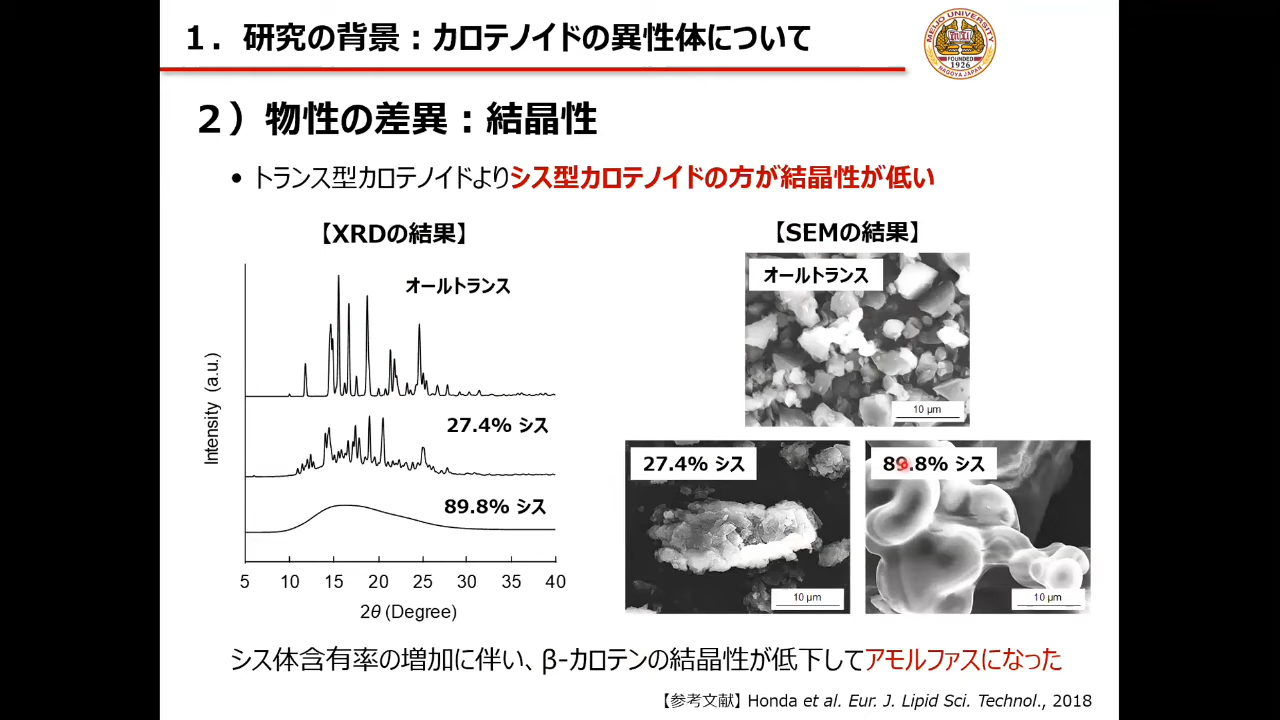 １．研究の背景：カロテノイドの異性体について
MEIJO UNIVERSITY
FOUNDED
1926
NAGOYA JAPAN
２）物性の差異：結晶性
• トランス型カロテノイドよりシス型カロテノイドの方が結晶性が低い
【XRDの結果】
オールトランス
27.4% シス
89.8% シス
Intensity (a.u.)
5 10 15 20 25 30 35 40
2θ (Degree)
【SEMの結果】
オールトランス
10 μm
27.4% シス
10 μm
89.8% シス
10 μm
シス体含有率の増加に伴い、β-カロテンの結晶性が低下してアモルファスになった
【参考文献】Honda et al. Eur. J. Lipid Sci. Technol., 2018